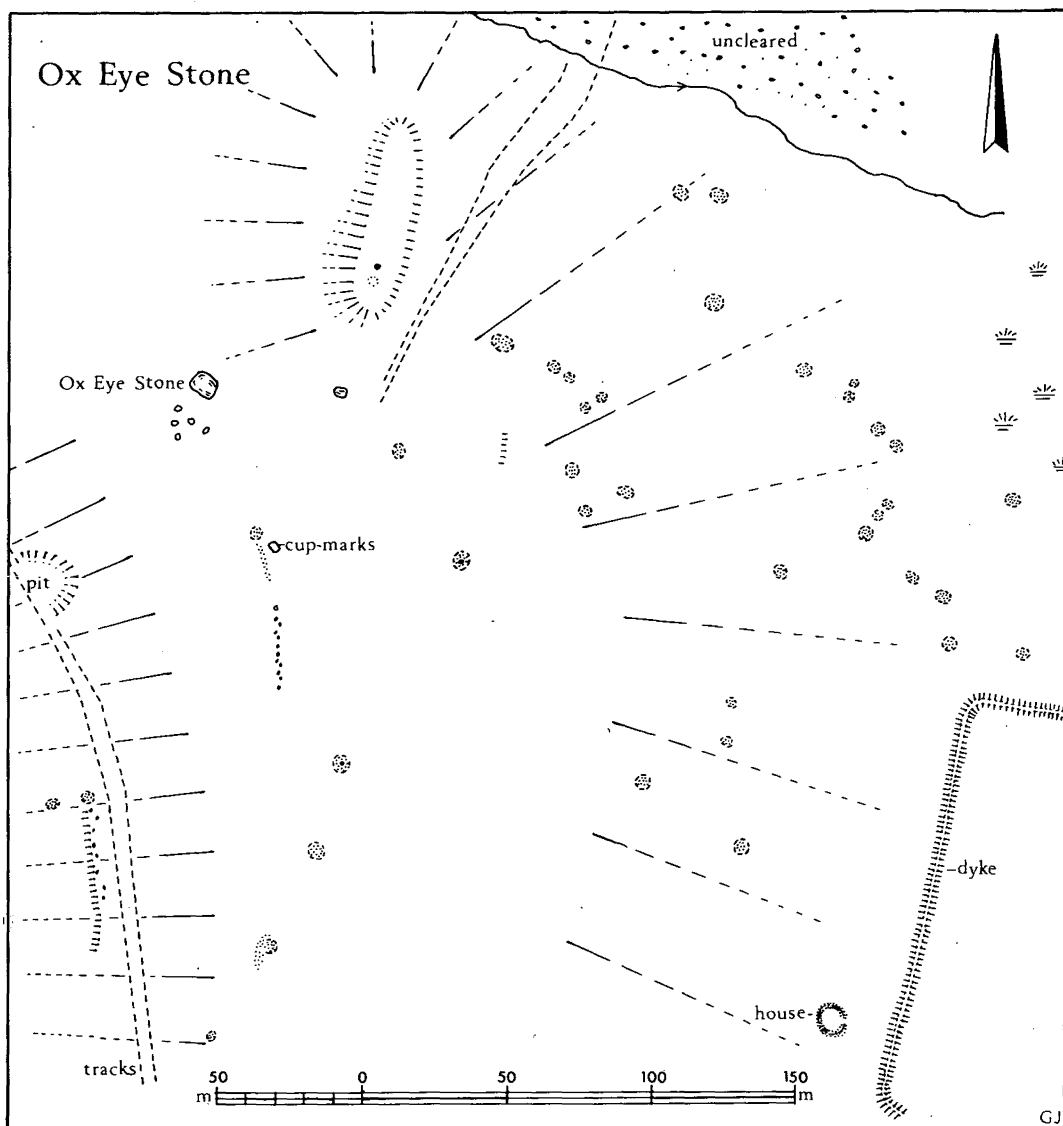 uncleared
Ox Eye Stone
Ox Eye Stone
cup-marks
pit
dyke
house
tracks
50 0 50 100 150
m m
GJ